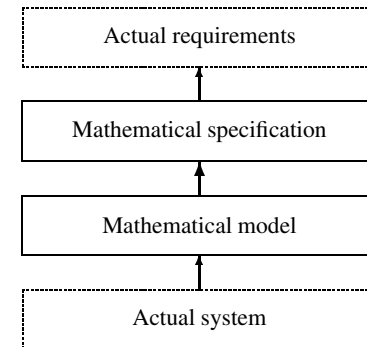 Actual requirements
Mathematical specification
Mathematical model
Actual system